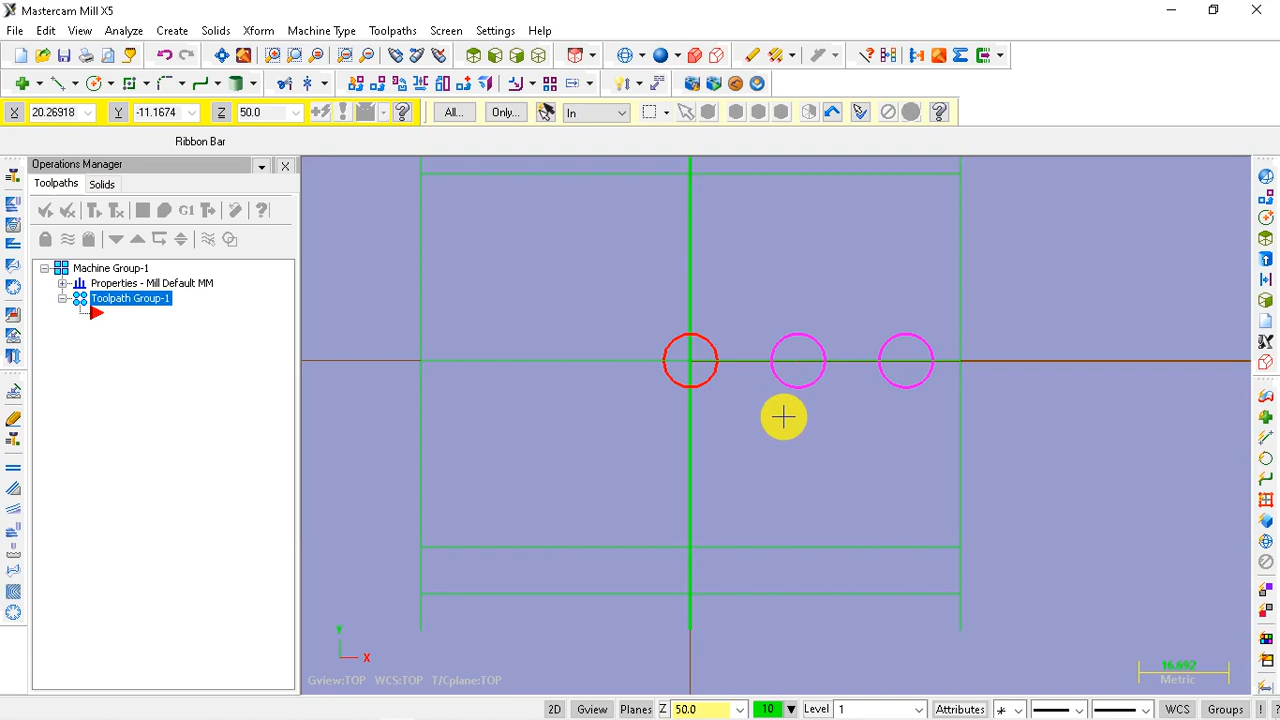 Mastercam Mill X5
File Edit View Analyze Create Solids Xform Machine Type Toolpaths Screen Settings Help
X 20.26918 Y -11.1674 Z 50.0 All... Only... In
Ribbon Bar
Operations Manager
Toolpaths Solids
G1
Machine Group-1
Properties - Mill Default MM
Toolpath Group-1
Y
X
Gview:TOP WCS:TOP T/Cplane:TOP
16.692
Metric
2D Gview Planes Z 50.0 10 Level 1 Attributes WCS Groups ! ?